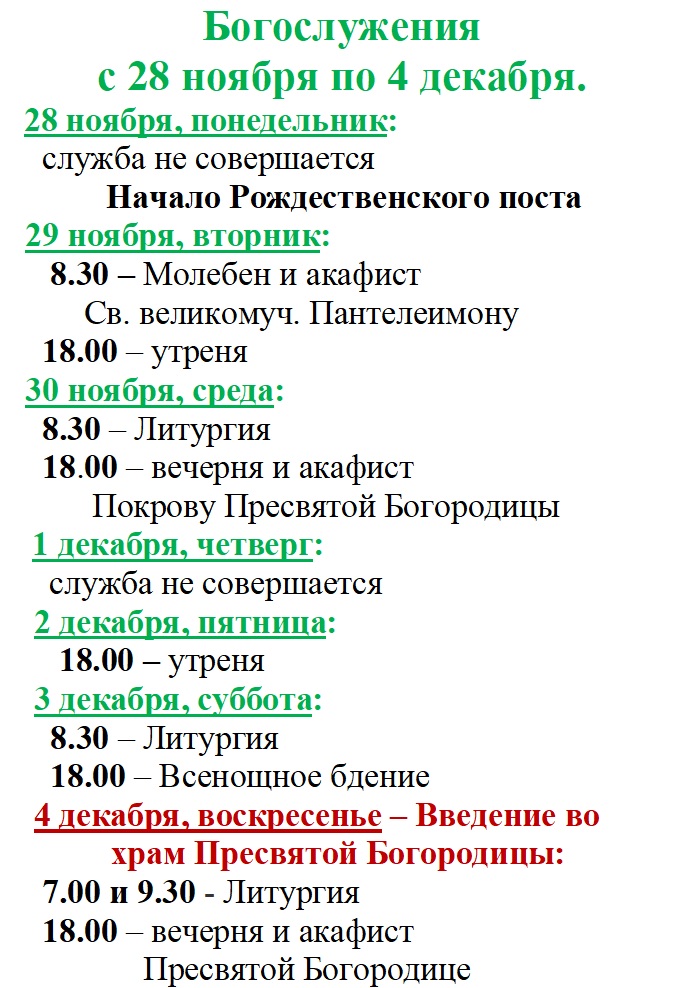 Богослужения
с 28 ноября по 4 декабря.
28 ноября, понедельник:
служба не совершается
Начало Рождественского поста
29 ноября, вторник:
8.30 – Молебен и акафист
Св. великомуч. Пантелеимону
18.00 – утреня
30 ноября, среда:
8.30 – Литургия
18.00 – вечерня и акафист
Покрову Пресвятой Богородицы
1 декабря, четверг:
служба не совершается
2 декабря, пятница:
18.00 – утреня
3 декабря, суббота:
8.30 – Литургия
18.00 – Всенощное бдение
4 декабря, воскресенье – Введение во
храм Пресвятой Богородицы:
7.00 и 9.30 - Литургия
18.00 – вечерня и акафист
Пресвятой Богородице